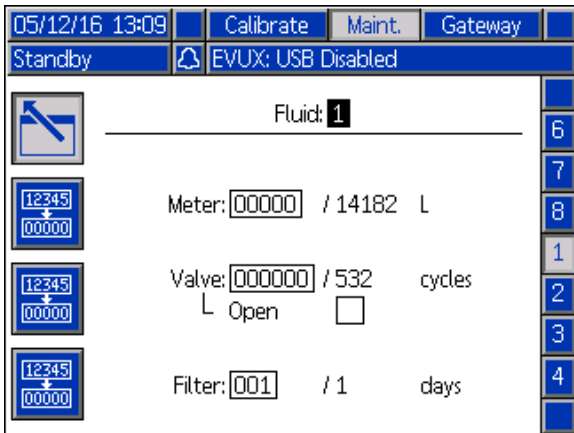 05/12/16 13:09 Calibrate Maint. Gateway
Standby EVUX: USB Disabled
Fluid: 1
6
7
12345
00000
Meter: 00000 / 14182 L
8
1
12345
00000
Valve: 000000 / 532 cycles
2
Open
3
12345
00000
Filter: 001 / 1 days
4